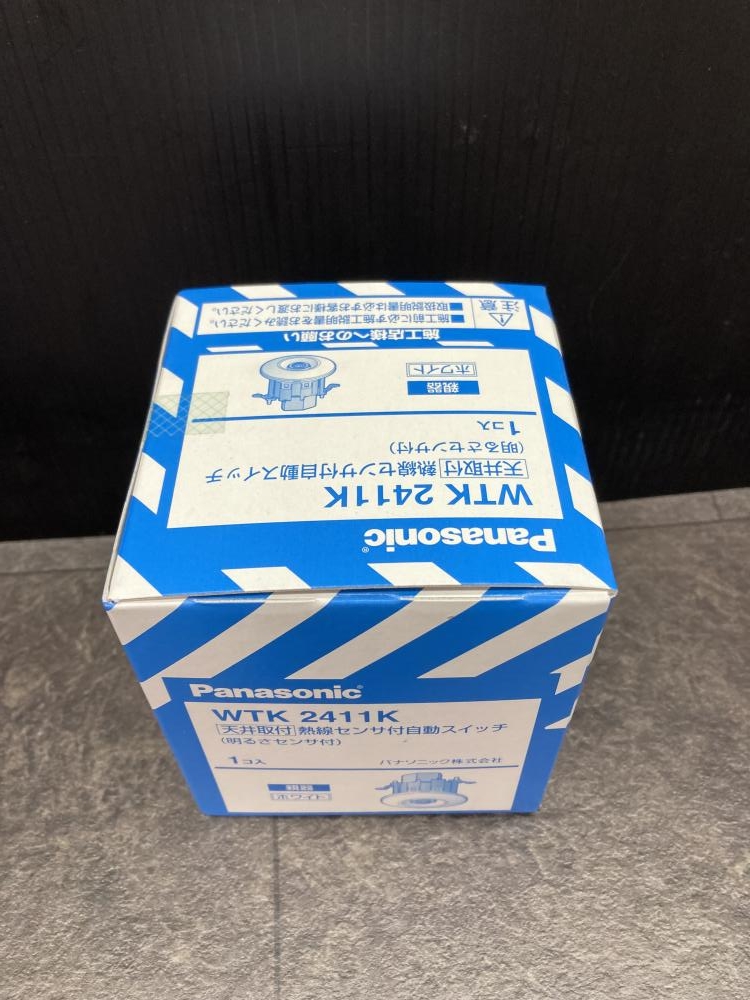 Panasonic®
WTK 2411K
天井取付 熱線センサ付自動スイッチ
(明るさセンサ付)
1コ入
親器
ホワイト
施工店様へのお願い
注意
■施工前に必ず施工説明書をお読みください。
■取扱説明書は必ずお客様にお渡しください。
Panasonic®
WTK 2411K
天井取付 熱線センサ付自動スイッチ
(明るさセンサ付)
1コ入
パナソニック株式会社
親器
ホワイト